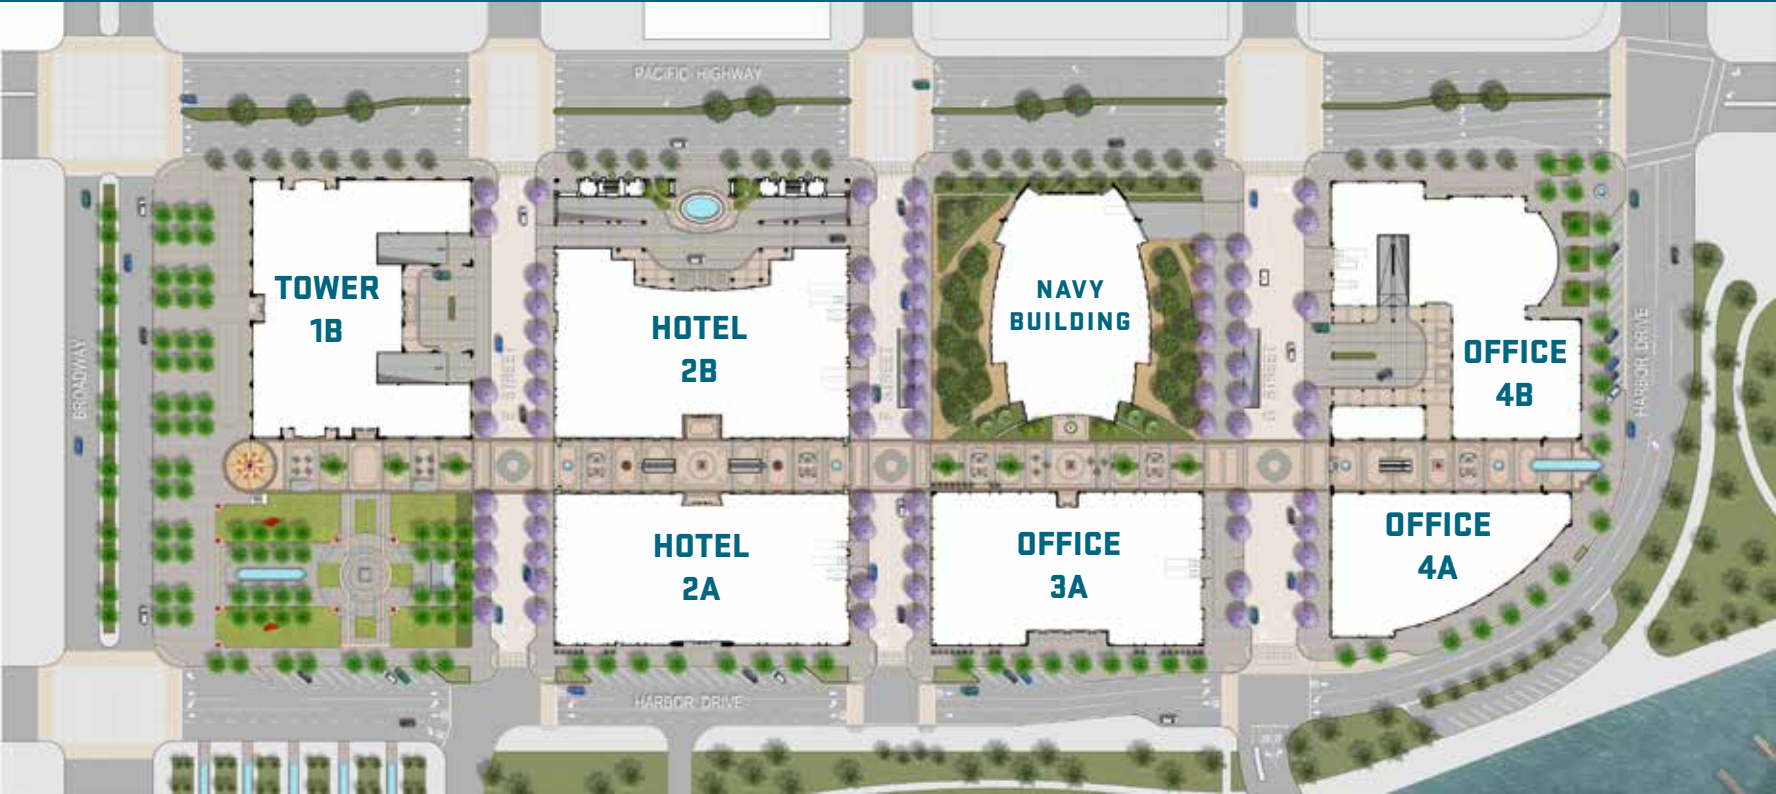 PACIFIC HIGHWAY
TOWER
1B
HOTEL
2B
NAVY
BUILDING
OFFICE
4B
BROADWAY
HARBOR DRIVE
HOTEL
2A
OFFICE
3A
OFFICE
4A
HARBOR DRIVE